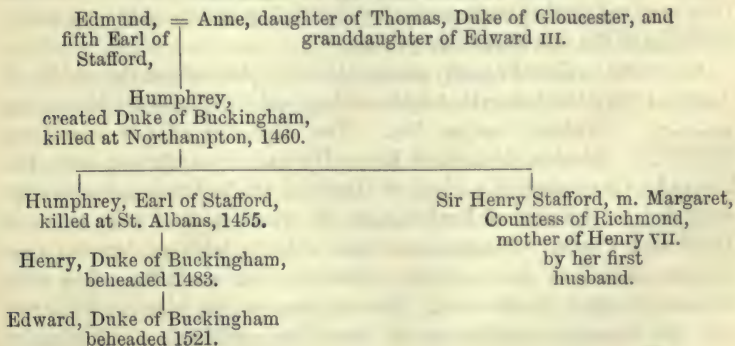 Edmund, = Anne, daughter of Thomas, Duke of Gloucester, and
fifth Earl of granddaughter of Edward III.
Stafford,
Humphrey,
created Duke of Buckingham,
killed at Northampton, 1460.
Humphrey, Earl of Stafford,
killed at St. Albans, 1455.
Henry, Duke of Buckingham,
beheaded 1483.
Edward, Duke of Buckingham
beheaded 1521.
Sir Henry Stafford, m. Margaret,
Countess of Richmond,
mother of Henry VII.
by her first
husband.